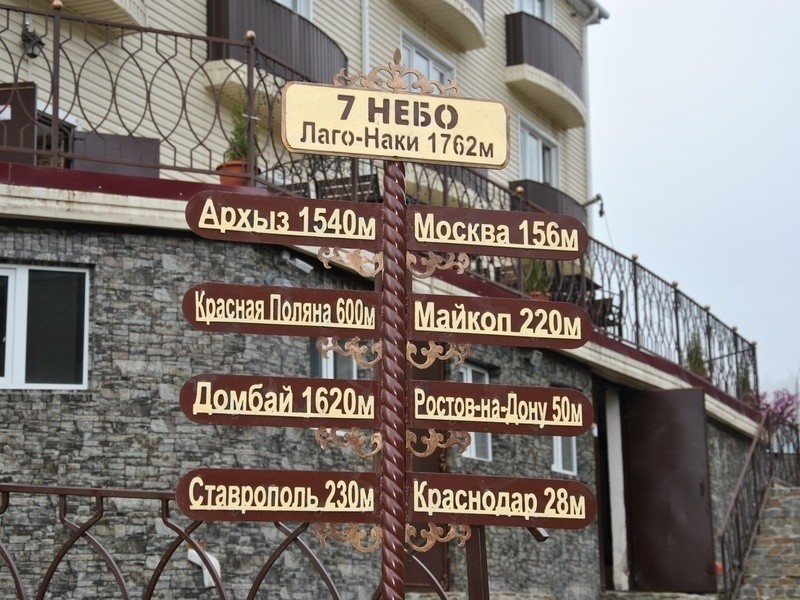 7 НЕБО
Лаго-Наки 1762м
Архыз 1540м
Москва 156м
Красная Поляна 600м
Майкоп 220м
Домбай 1620м
Ростов-на-Дону 50м
Ставрополь 230м
Краснодар 28м